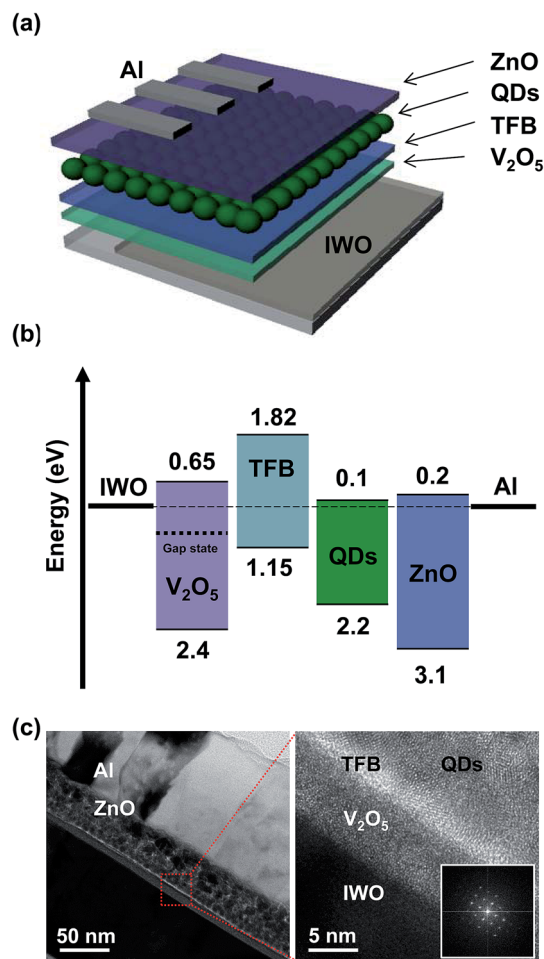 (a)
Al
ZnO
QDs
TFB
V₂O₅
IWO
(b)
Energy (eV)
1.82
0.65
TFB
0.1
0.2
IWO
Al
Gap state
V₂O₅
1.15
QDs
ZnO
2.4
2.2
3.1
(c)
Al
ZnO
50 nm
TFB
QDs
V₂O₅
IWO
5 nm